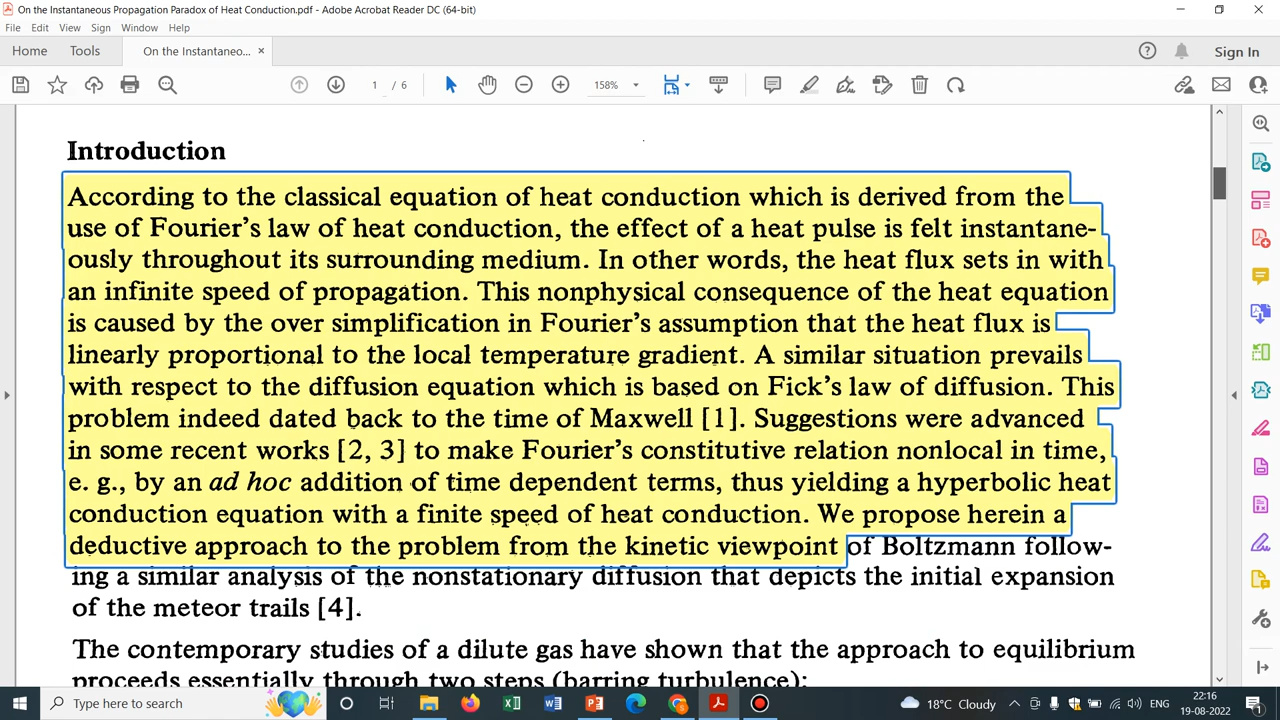 On the Instantaneous Propagation Paradox of Heat Conduction.pdf - Adobe Acrobat Reader DC (64-bit)
File Edit View Sign Window Help
Home Tools On the Instantaneo... × Sign In
1 / 6 158%
Introduction
According to the classical equation of heat conduction which is derived from the
use of Fourier's law of heat conduction, the effect of a heat pulse is felt instantane-
ously throughout its surrounding medium. In other words, the heat flux sets in with
an infinite speed of propagation. This nonphysical consequence of the heat equation
is caused by the over simplification in Fourier's assumption that the heat flux is
linearly proportional to the local temperature gradient. A similar situation prevails
with respect to the diffusion equation which is based on Fick's law of diffusion. This
problem indeed dated back to the time of Maxwell [1]. Suggestions were advanced
in some recent works [2, 3] to make Fourier's constitutive relation nonlocal in time,
e. g., by an ad hoc addition of time dependent terms, thus yielding a hyperbolic heat
conduction equation with a finite speed of heat conduction. We propose herein a
deductive approach to the problem from the kinetic viewpoint of Boltzmann follow-
ing a similar analysis of the nonstationary diffusion that depicts the initial expansion
of the meteor trails [4].
The contemporary studies of a dilute gas have shown that the approach to equilibrium
proceeds essentially through two steps (barring turbulence):
Type here to search 18°C Cloudy ENG 22:16
19-08-2022